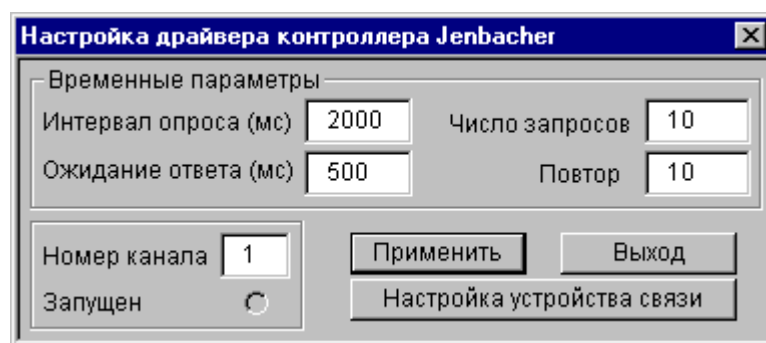 Настройка драйвера контроллера Jenbacher
Временные параметры
Интервал опроса (мс) 2000 Число запросов 10
Ожидание ответа (мс) 500 Повтор 10
Номер канала 1 Применить Выход
Запущен Настройка устройства связи